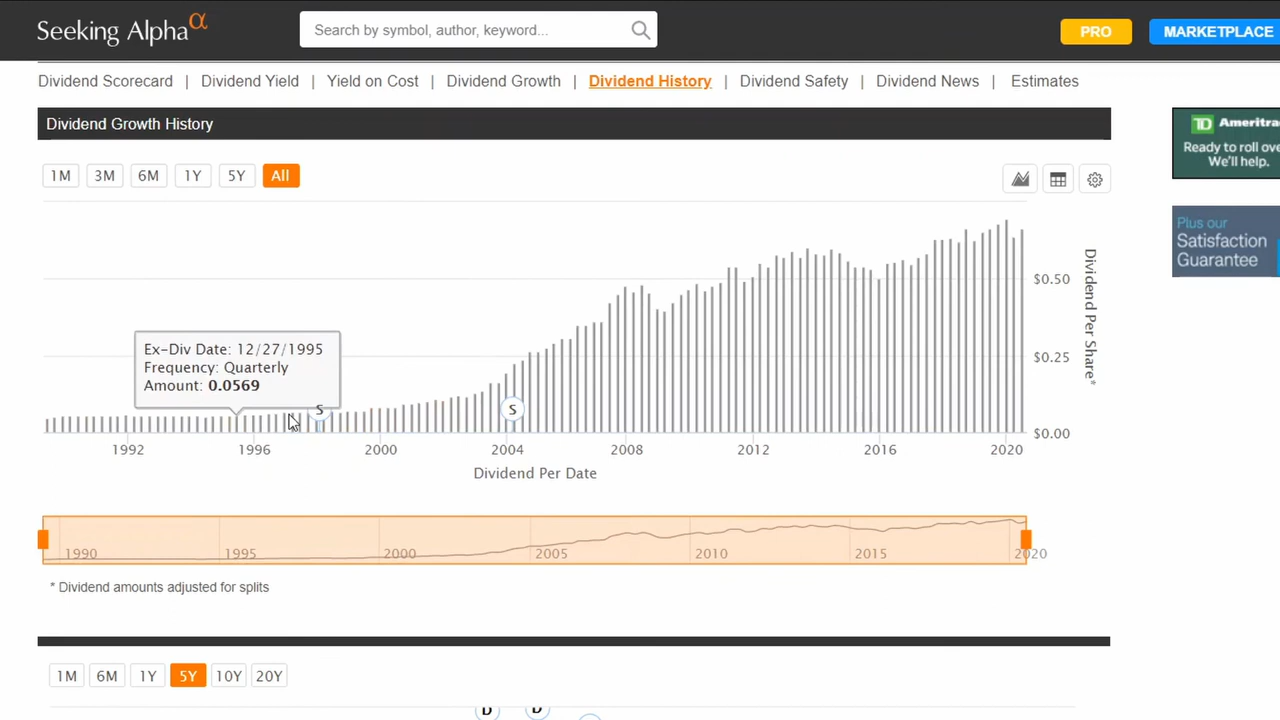 Seeking Alpha α
Search by symbol, author, keyword...
PRO
MARKETPLACE
Dividend Scorecard | Dividend Yield | Yield on Cost | Dividend Growth | Dividend History | Dividend Safety | Dividend News | Estimates
Dividend Growth History
1M 3M 6M 1Y 5Y All
TD Ameritra
Ready to roll ove
We'll help.
Plus our
Satisfaction
Guarantee
$0.50
$0.25
$0.00
Dividend Per Share*
Ex-Div Date: 12/27/1995
Frequency: Quarterly
Amount: 0.0569
S
S
1992 1996 2000 2004 2008 2012 2016 2020
Dividend Per Date
1990 1995 2000 2005 2010 2015 2020
* Dividend amounts adjusted for splits
1M 6M 1Y 5Y 10Y 20Y
D D